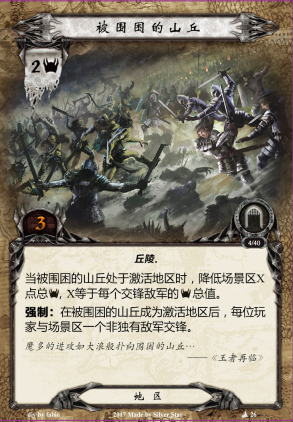 被围困的山丘
2
3
4/40
丘陵.
当被围困的山丘处于激活地区时，降低场景区X
点总，X等于每个交锋敌军的总值。
强制：在被围困的山丘成为激活地区后，每位玩
家与场景区一个非独有敌军交锋。
魔多的进攻如大浪般扑向围困的山丘…
——《王者再临》
地区
by fabio
2017 Made by Silver_Star
26